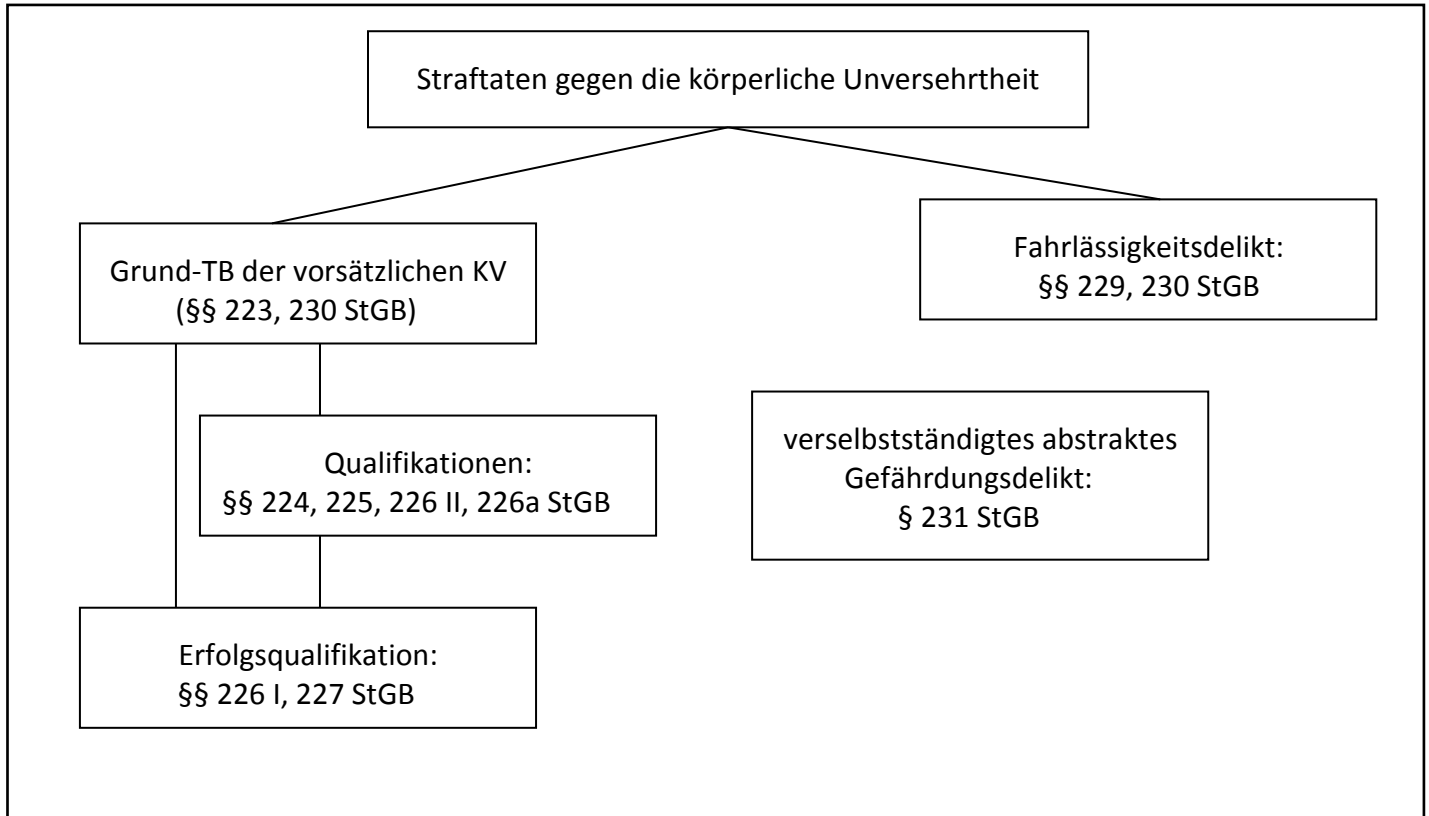 Straftaten gegen die körperliche Unversehrtheit
Grund-TB der vorsätzlichen KV
(§§ 223, 230 StGB)
Fahrlässigkeitsdelikt:
§§ 229, 230 StGB
Qualifikationen:
§§ 224, 225, 226 II, 226a StGB
verselbstständigtes abstraktes
Gefährdungsdelikt:
§ 231 StGB
Erfolgsqualifikation:
§§ 226 I, 227 StGB